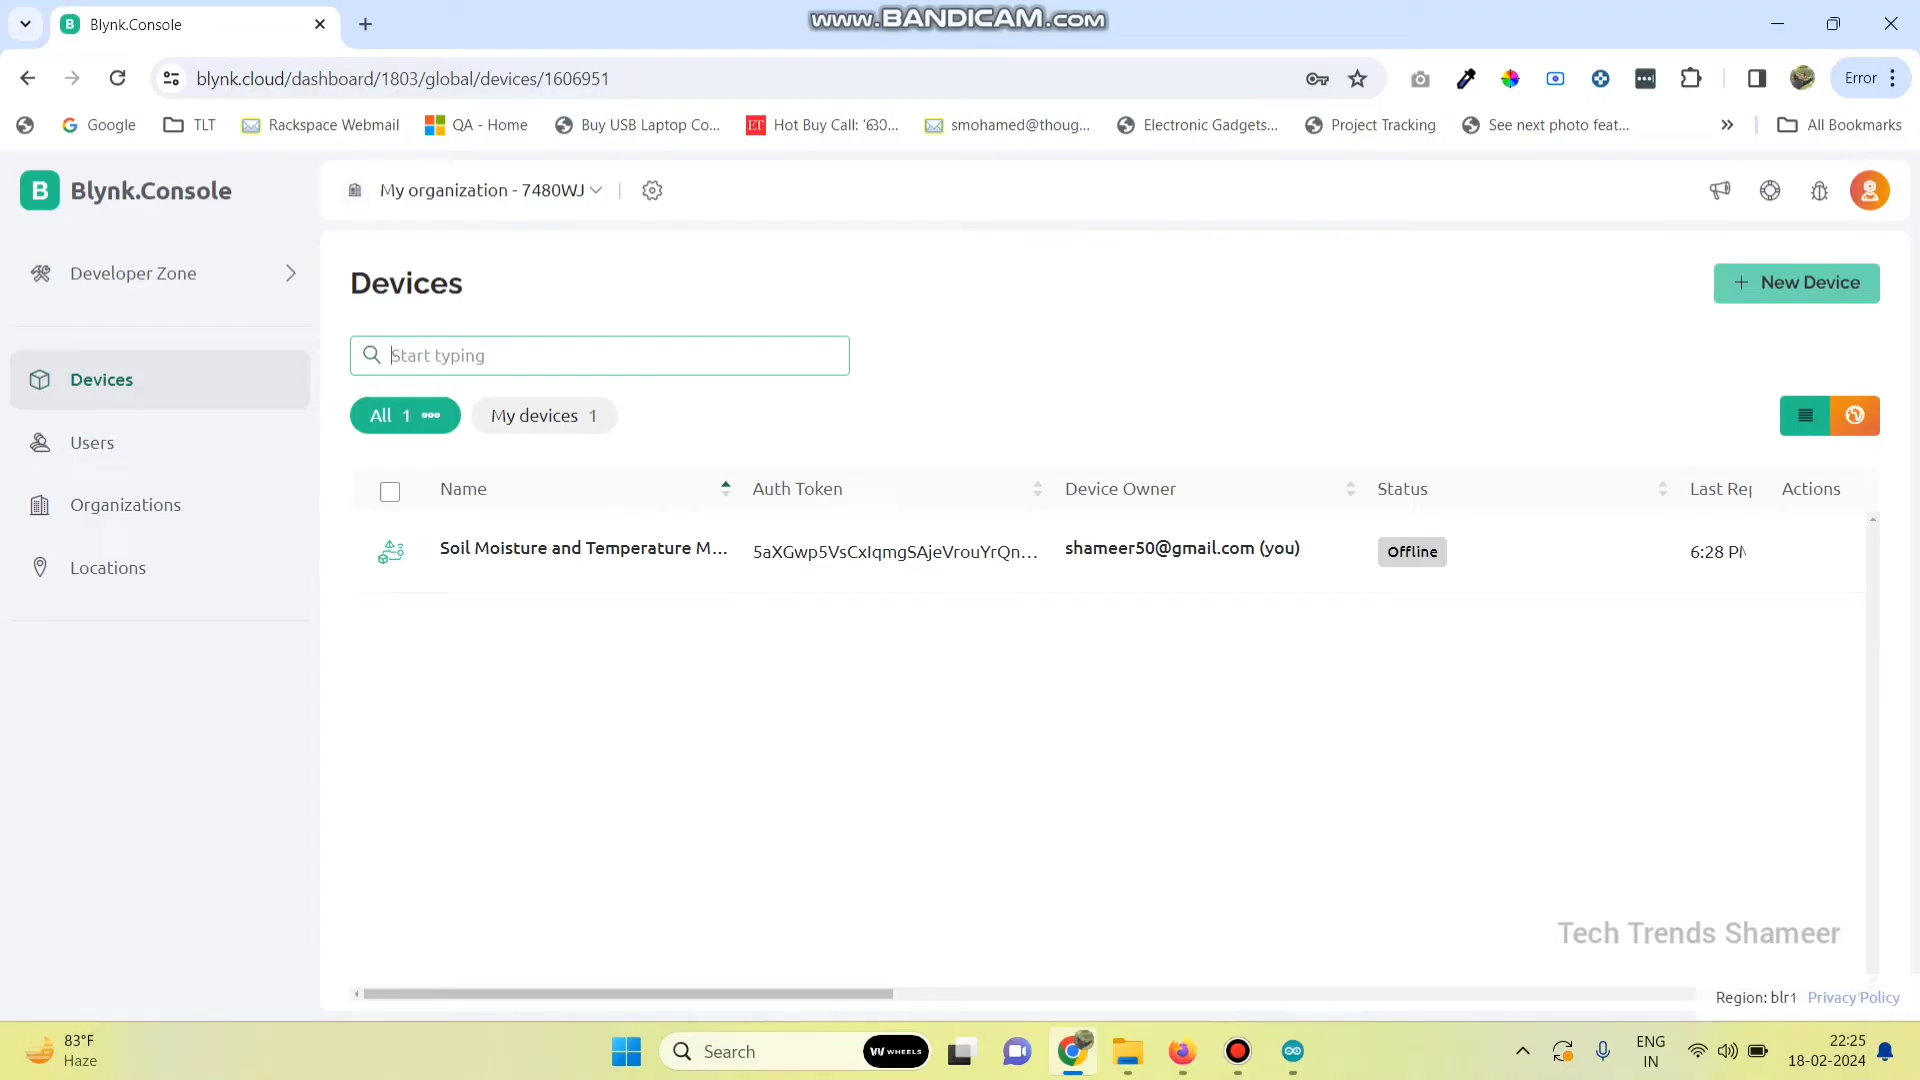 Blynk.Console
www.BANDICAM.com
blynk.cloud/dashboard/1803/global/devices/1606951
Error
Google
TLT
Rackspace Webmail
QA - Home
Buy USB Laptop Co...
ET
Hot Buy Call: '630...
smohamed@thoug...
Electronic Gadgets...
Project Tracking
See next photo feat...
All Bookmarks
B
Blynk.Console
My organization - 7480WJ
Developer Zone
Devices
Users
Organizations
Locations
Devices
+ New Device
Start typing
All 1
My devices 1
Name Auth Token Device Owner Status Last Rep Actions
Soil Moisture and Temperature M... 5aXGwp5VsCxIqmgSAjeVrouYrQn... shameer50@gmail.com (you) Offline 6:28 PM
Tech Trends Shameer
Region: blr1 Privacy Policy
83°F
Haze
Search
WHEELS
ENG
IN
22:25
18-02-2024